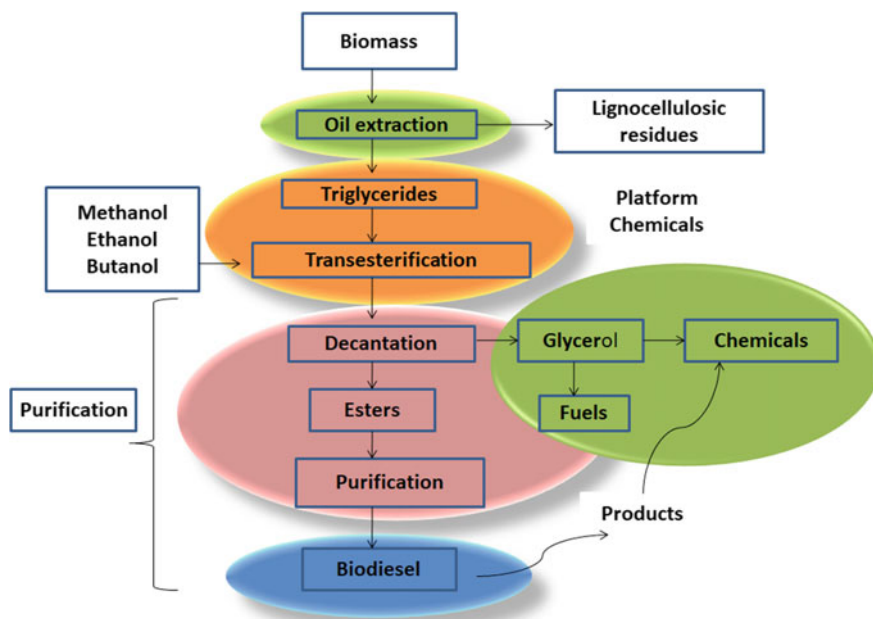 Biomass
Oil extraction
Lignocellulosic
residues
Triglycerides
Platform
Chemicals
Methanol
Ethanol
Butanol
Transesterification
Decantation
Glycerol
Chemicals
Purification
Esters
Fuels
Purification
Products
Biodiesel